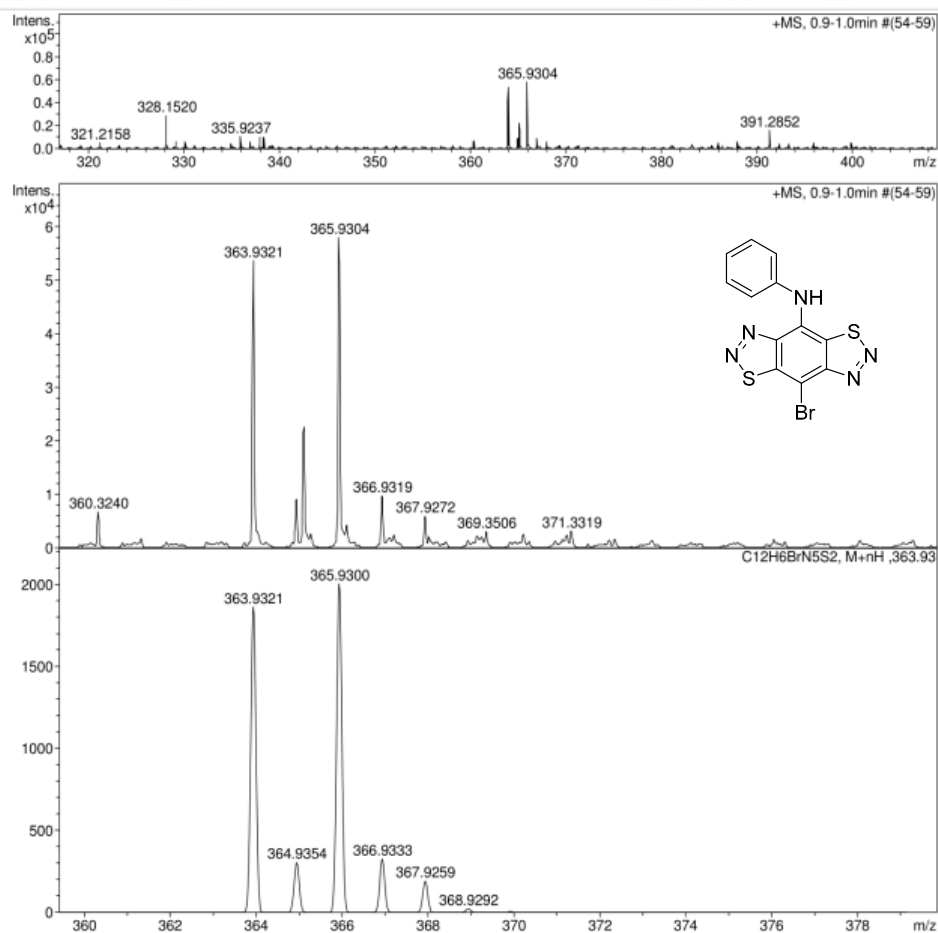 Intens.
x10⁵
+MS, 0.9-1.0min #(54-59)
0.8
0.6
0.4
0.2
0.0
365.9304
328.1520
391.2852
335.9237
321.2158
320 330 340 350 360 370 380 390 400 m/z
Intens.
x10⁴
+MS, 0.9-1.0min #(54-59)
6
5
4
3
2
1
0
365.9304
363.9321
366.9319
360.3240
367.9272
369.3506
371.3319
NH
N
S
N
N
S
N
Br
C12H6BrN5S2, M+nH ,363.93
2000
1500
1000
500
0
365.9300
363.9321
364.9354
366.9333
367.9259
368.9292
360 362 364 366 368 370 372 374 376 378 m/z